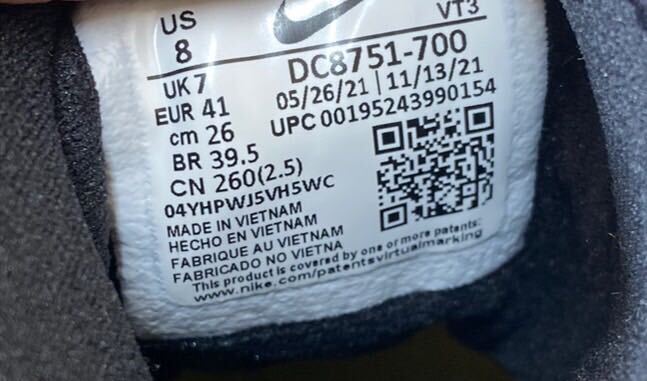 US
8
VT3
UK 7
DC8751-700
EUR 41
05/26/21 | 11/13/21
cm 26
UPC 00195243990154
BR 39.5
CN 260(2.5)
04YHPWJ5VH5WC
MADE IN VIETNAM
HECHO EN VIETNAM
FABRIQUE AU VIETNAM
FABRICADO NO VIETNA
This product is covered by one or more patents:
www.nike.com/patentsvirtualmarking